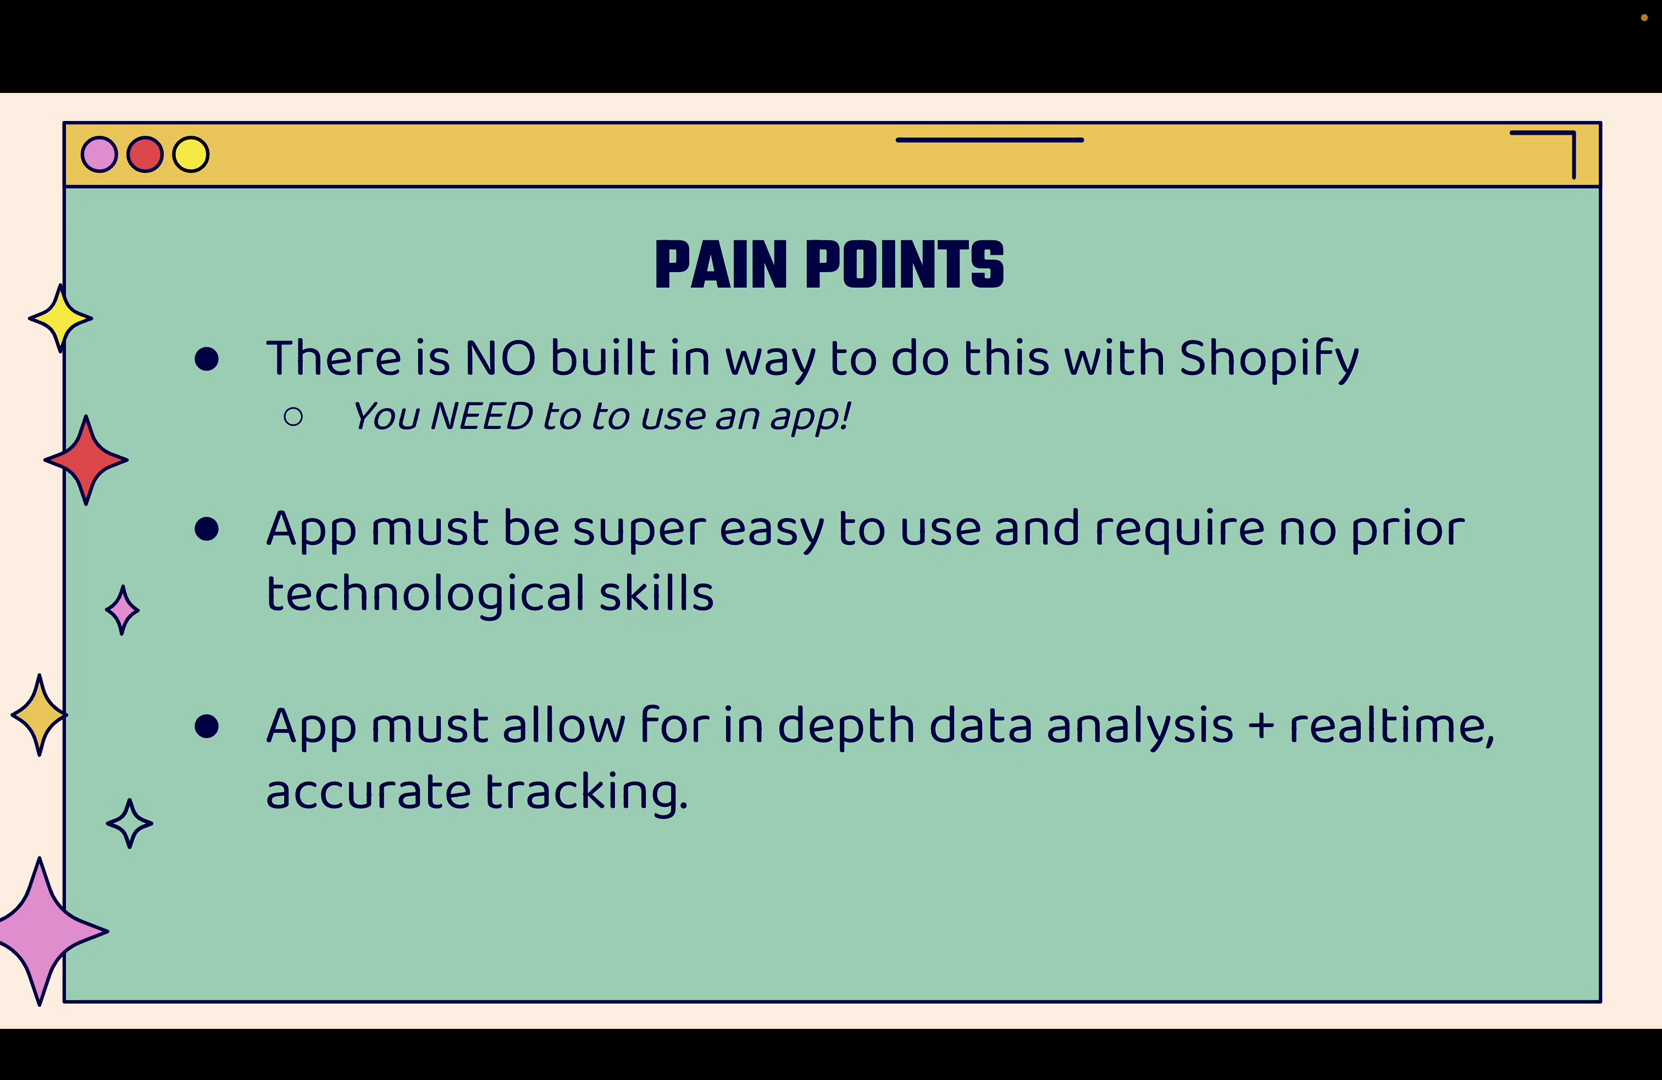 PAIN POINTS
● There is NO built in way to do this with Shopify
○ You NEED to to use an app!
● App must be super easy to use and require no prior
technological skills
● App must allow for in depth data analysis + realtime,
accurate tracking.